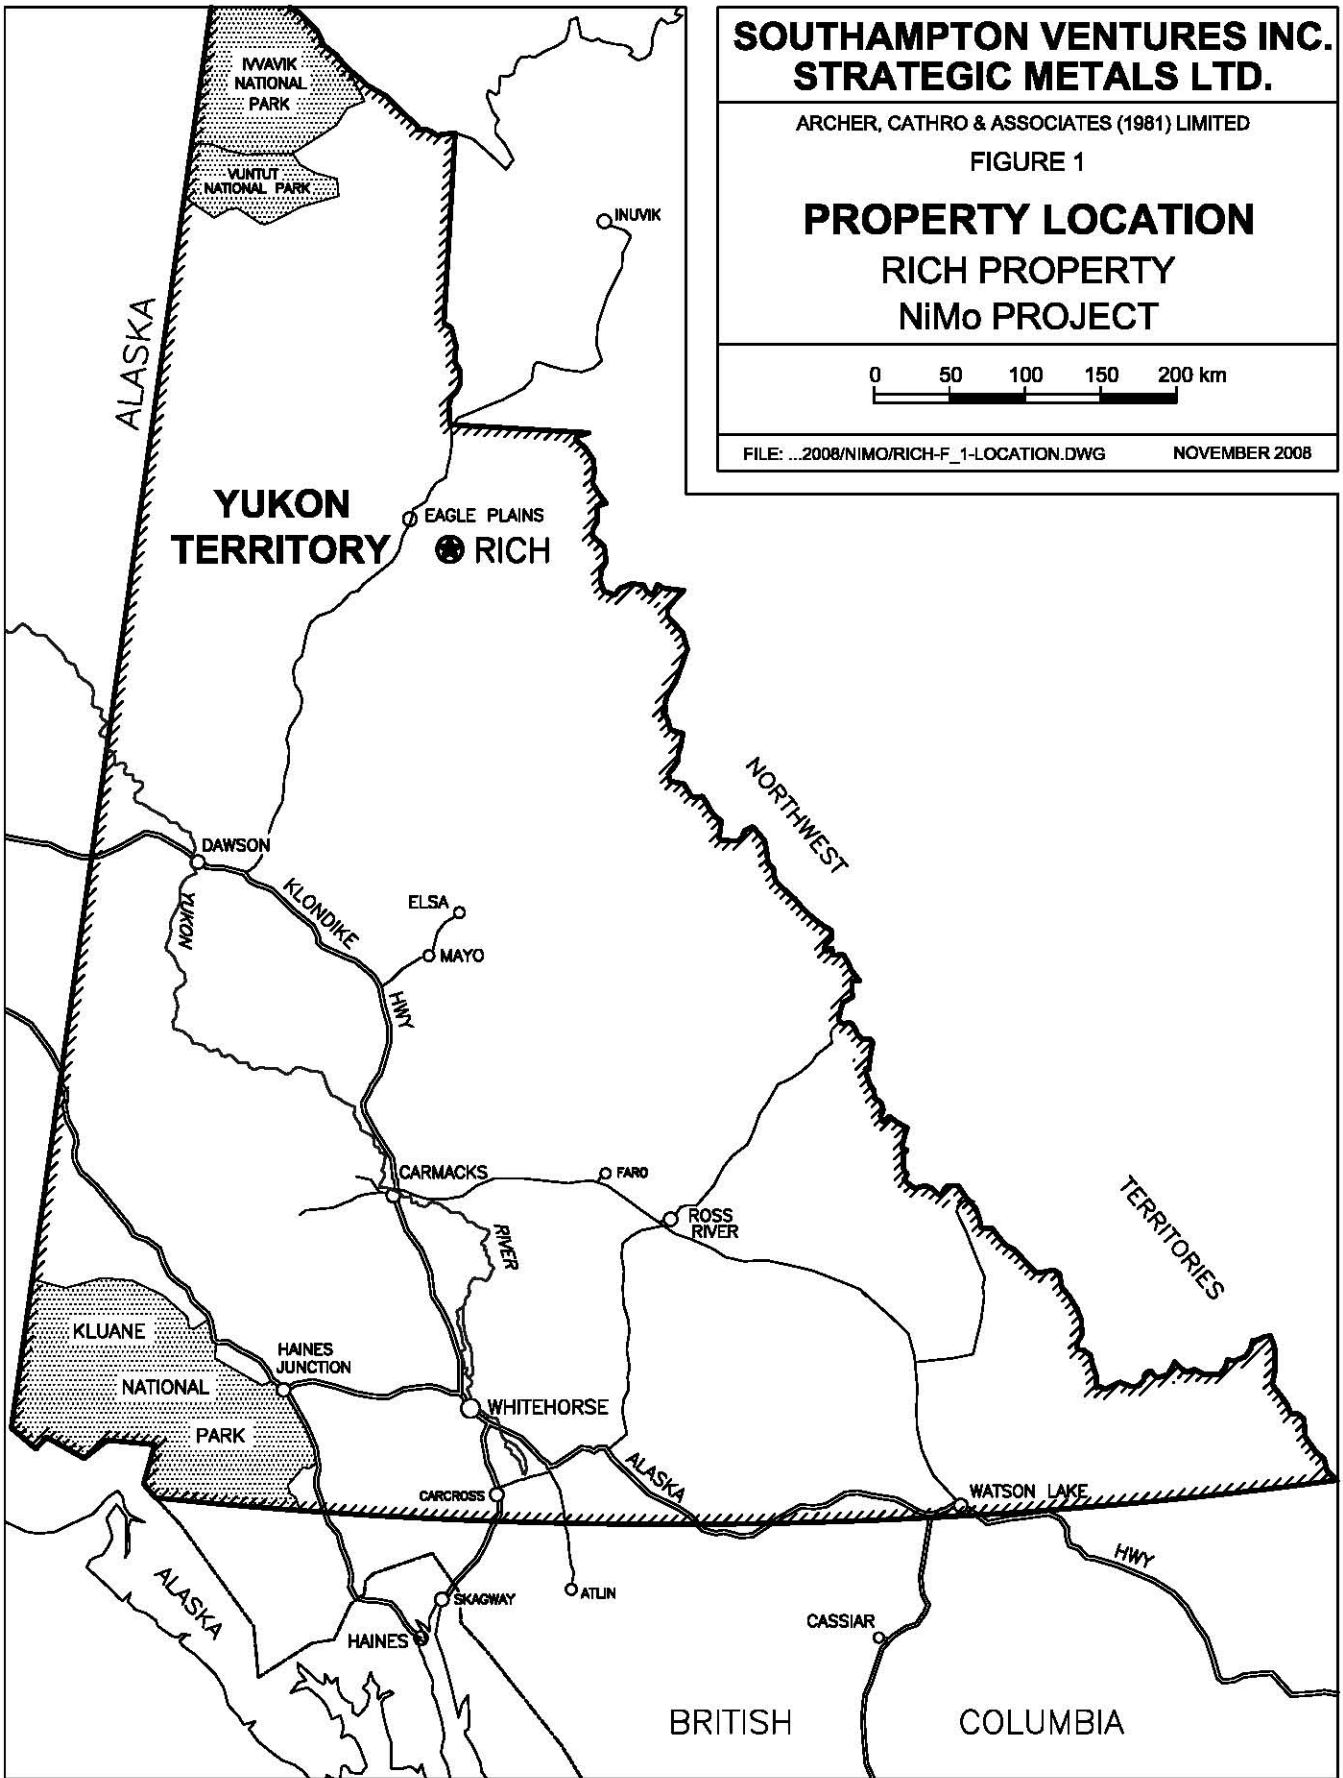 SOUTHAMPTON VENTURES INC.
STRATEGIC METALS LTD.
ARCHER, CATHRO & ASSOCIATES (1981) LIMITED
FIGURE 1
PROPERTY LOCATION
RICH PROPERTY
NiMo PROJECT
0 50 100 150 200 km
FILE: ...2008/NIMO/RICH-F_1-LOCATION.DWG NOVEMBER 2008
IVVAVIK
NATIONAL
PARK
VUNTUT
NATIONAL PARK
INUVIK
ALASKA
YUKON
TERRITORY
EAGLE PLAINS
RICH
NORTHWEST
TERRITORIES
DAWSON
YUKON
KLONDIKE
HWY
ELSA
MAYO
CARMACKS
FARO
ROSS
RIVER
RIVER
KLUANE
NATIONAL
PARK
HAINES
JUNCTION
WHITEHORSE
CARCROSS
ALASKA
WATSON LAKE
HWY
ALASKA
SKAGWAY
ATLIN
HAINES
CASSIAR
BRITISH COLUMBIA